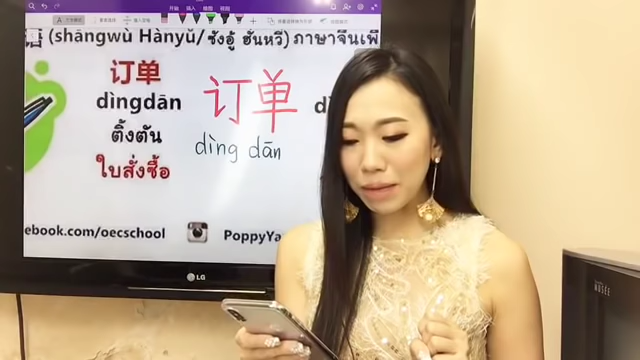 (shāngwù Hànyǔ/ ชังอู้ ฮั่นหวี่) ภาษาจีนเพื
订单
dìngdān
ติ้งตัน
ใบสั่งซื้อ
订单
dìng dān
ebook.com/oecschool
PoppyYa
LG